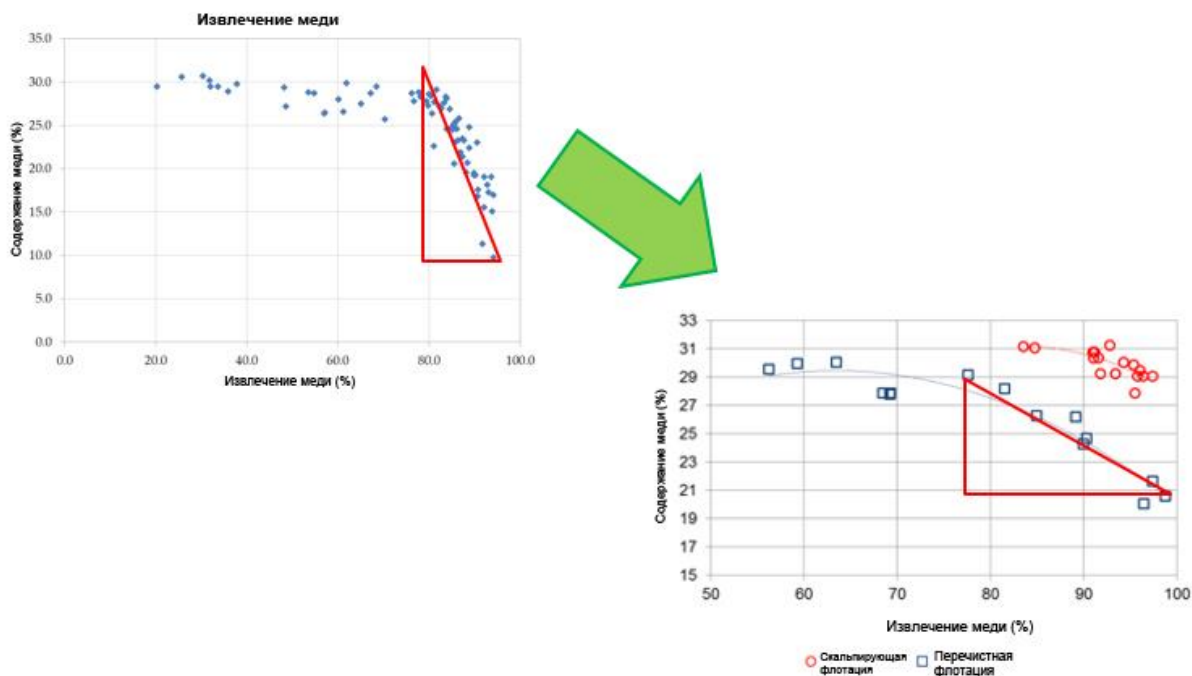 Извлечение меди
35.0
30.0
25.0
20.0
15.0
10.0
5.0
0.0
Содержание меди (%)
0.0 20.0 40.0 60.0 80.0 100.0
Извлечение меди (%)
33
31
29
27
25
23
21
19
17
15
Содержание меди (%)
50 60 70 80 90 100
Извлечение меди (%)
Скальпирующая
флотация
Перечистная
флотация